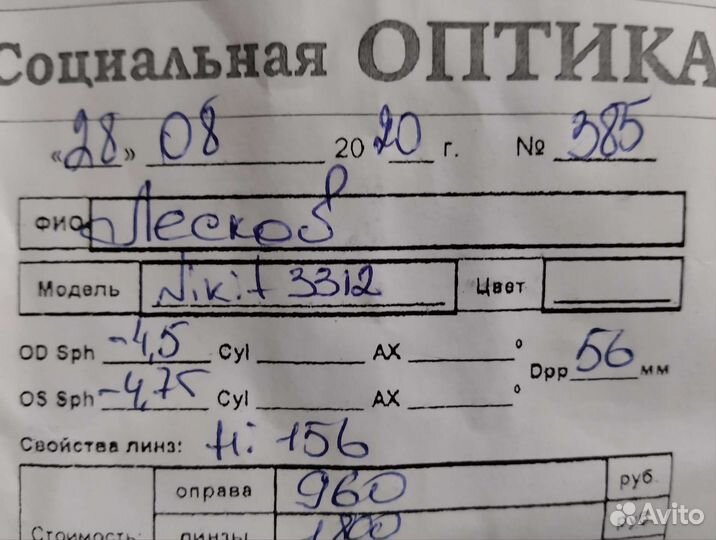 Социальная ОПТИКА
«28» 08 2020 г. № 385
ФИО Лесков
Модель Nikit 3312 Цвет
OD Sph -4,5 Cyl AX ° Dpp 56 мм
OS Sph -4,75 Cyl AX °
Свойства линз: Hi 156
оправа 960 руб.
Стоимость: линзы 1800 руб.
Avito